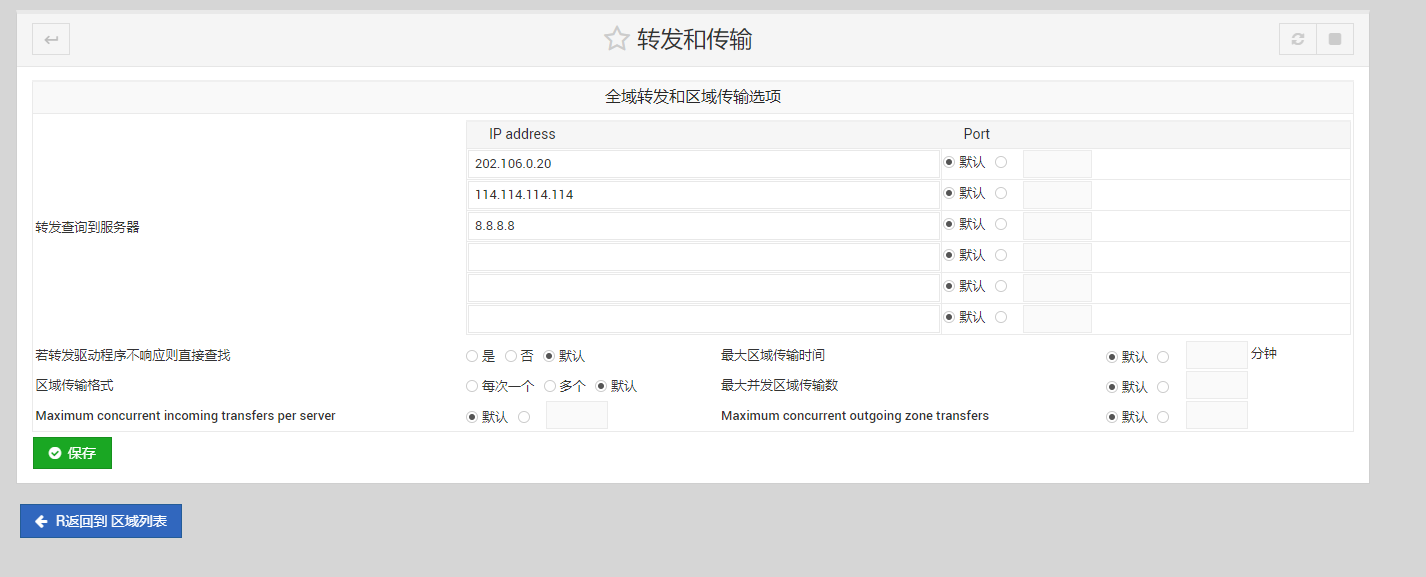 转发和传输
全域转发和区域传输选项
IP address Port
202.106.0.20 默认
114.114.114.114 默认
转发查询到服务器 8.8.8.8 默认
默认
默认
默认
若转发驱动程序不响应则直接查找 是 否 默认 最大区域传输时间 默认 分钟
区域传输格式 每次一个 多个 默认 最大并发区域传输数 默认
Maximum concurrent incoming transfers per server 默认 Maximum concurrent outgoing zone transfers 默认
保存
R返回到 区域列表